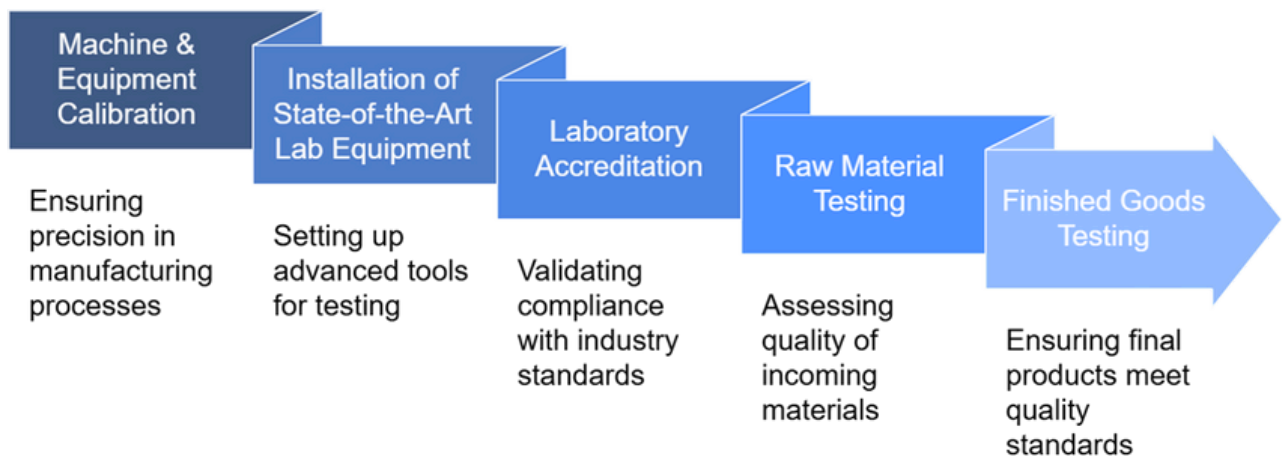 Machine &
Equipment
Calibration
Ensuring
precision in
manufacturing
processes
Installation of
State-of-the-Art
Lab Equipment
Setting up
advanced tools
for testing
Laboratory
Accreditation
Validating
compliance
with industry
standards
Raw Material
Testing
Assessing
quality of
incoming
materials
Finished Goods
Testing
Ensuring final
products meet
quality
standards